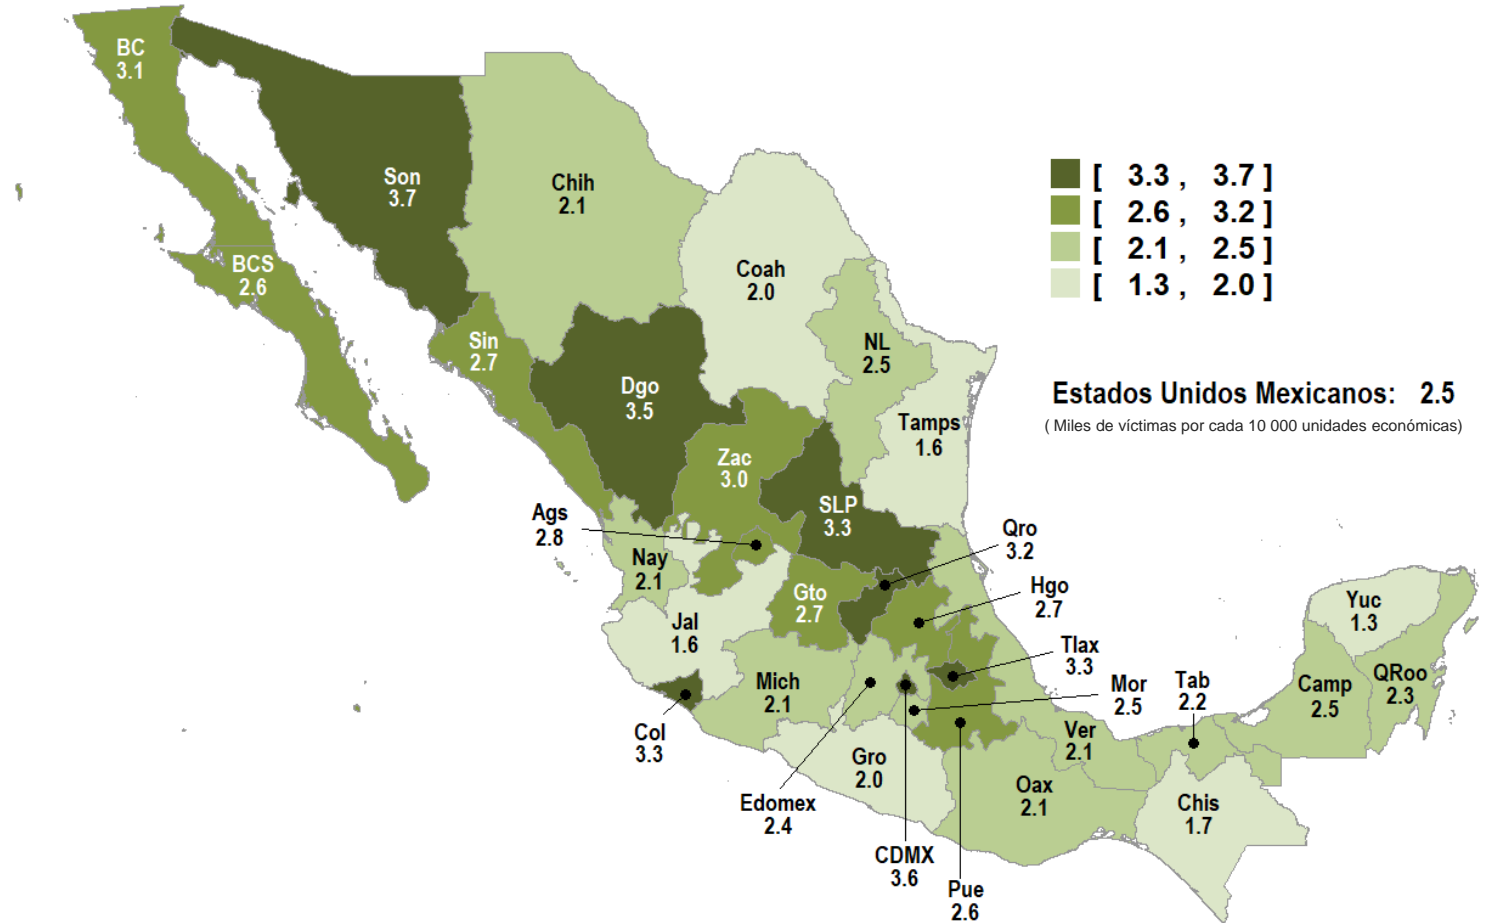 BC
3.1
Son
3.7
Chih
2.1
BCS
2.6
Coah
2.0
Sin
2.7
NL
2.5
Dgo
3.5
Tamps
1.6
Zac
3.0
SLP
3.3
Ags
2.8
Nay
2.1
Gto
2.7
Jal
1.6
Qro
3.2
Hgo
2.7
Tlax
3.3
Mor
2.5
Tab
2.2
Yuc
1.3
Camp
2.5
QRoo
2.3
Mich
2.1
Col
3.3
Ver
2.1
Gro
2.0
Edomex
2.4
Oax
2.1
Chis
1.7
CDMX
3.6
Pue
2.6
[ 3.3 , 3.7 ]
[ 2.6 , 3.2 ]
[ 2.1 , 2.5 ]
[ 1.3 , 2.0 ]
Estados Unidos Mexicanos: 2.5
( Miles de víctimas por cada 10 000 unidades económicas)